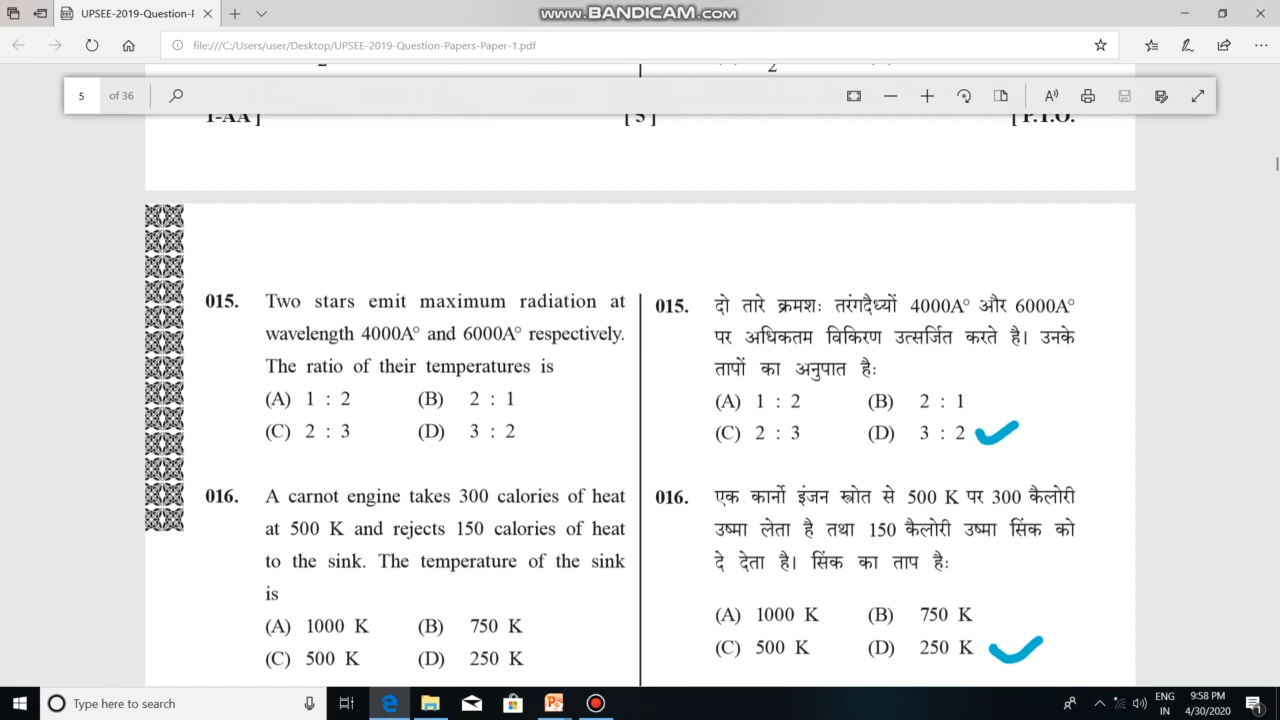 UPSEE-2019-Question-P
www.BANDICAM.com
file:///C:/Users/user/Desktop/UPSEE-2019-Question-Papers-Paper-1.pdf
2
2
5 of 36
1-AA ] [ 5 ] [ P.T.O.
015. Two stars emit maximum radiation at
wavelength 4000A° and 6000A° respectively.
The ratio of their temperatures is
(A) 1 : 2 (B) 2 : 1
(C) 2 : 3 (D) 3 : 2
016. A carnot engine takes 300 calories of heat
at 500 K and rejects 150 calories of heat
to the sink. The temperature of the sink
is
(A) 1000 K (B) 750 K
(C) 500 K (D) 250 K
015. दो तारे क्रमशः तरंगदैर्ध्यों 4000A° और 6000A°
पर अधिकतम विकिरण उत्सर्जित करते है। उनके
तापों का अनुपात है:
(A) 1 : 2 (B) 2 : 1
(C) 2 : 3 (D) 3 : 2
016. एक कार्नो इंजन स्त्रोत से 500 K पर 300 कैलोरी
उष्मा लेता है तथा 150 कैलोरी उष्मा सिंक को
दे देता है। सिंक का ताप है:
(A) 1000 K (B) 750 K
(C) 500 K (D) 250 K
Type here to search
ENG
IN
9:58 PM
4/30/2020
1